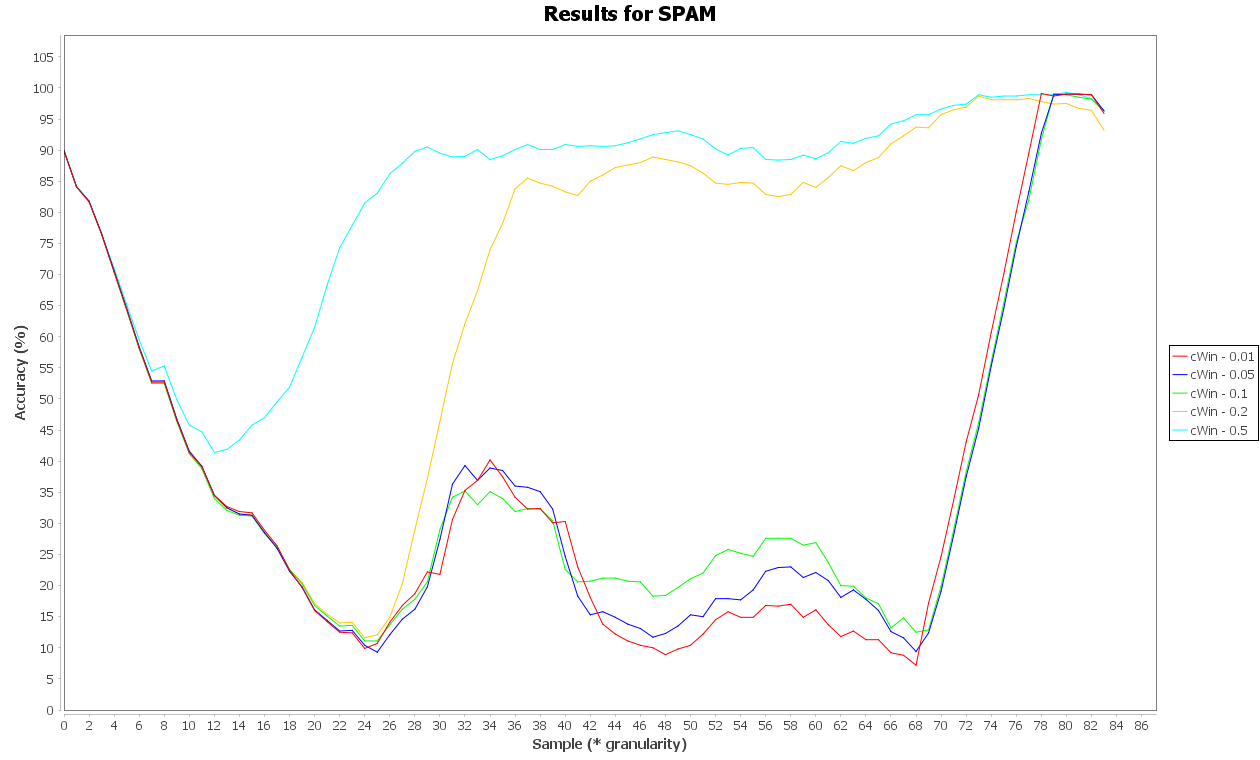 Results for SPAM
Accuracy (%)
105
100
95
90
85
80
75
70
65
60
55
50
45
40
35
30
25
20
15
10
5
0
0 2 4 6 8 10 12 14 16 18 20 22 24 26 28 30 32 34 36 38 40 42 44 46 48 50 52 54 56 58 60 62 64 66 68 70 72 74 76 78 80 82 84 86
Sample (* granularity)
cWin - 0.01
cWin - 0.05
cWin - 0.1
cWin - 0.2
cWin - 0.5